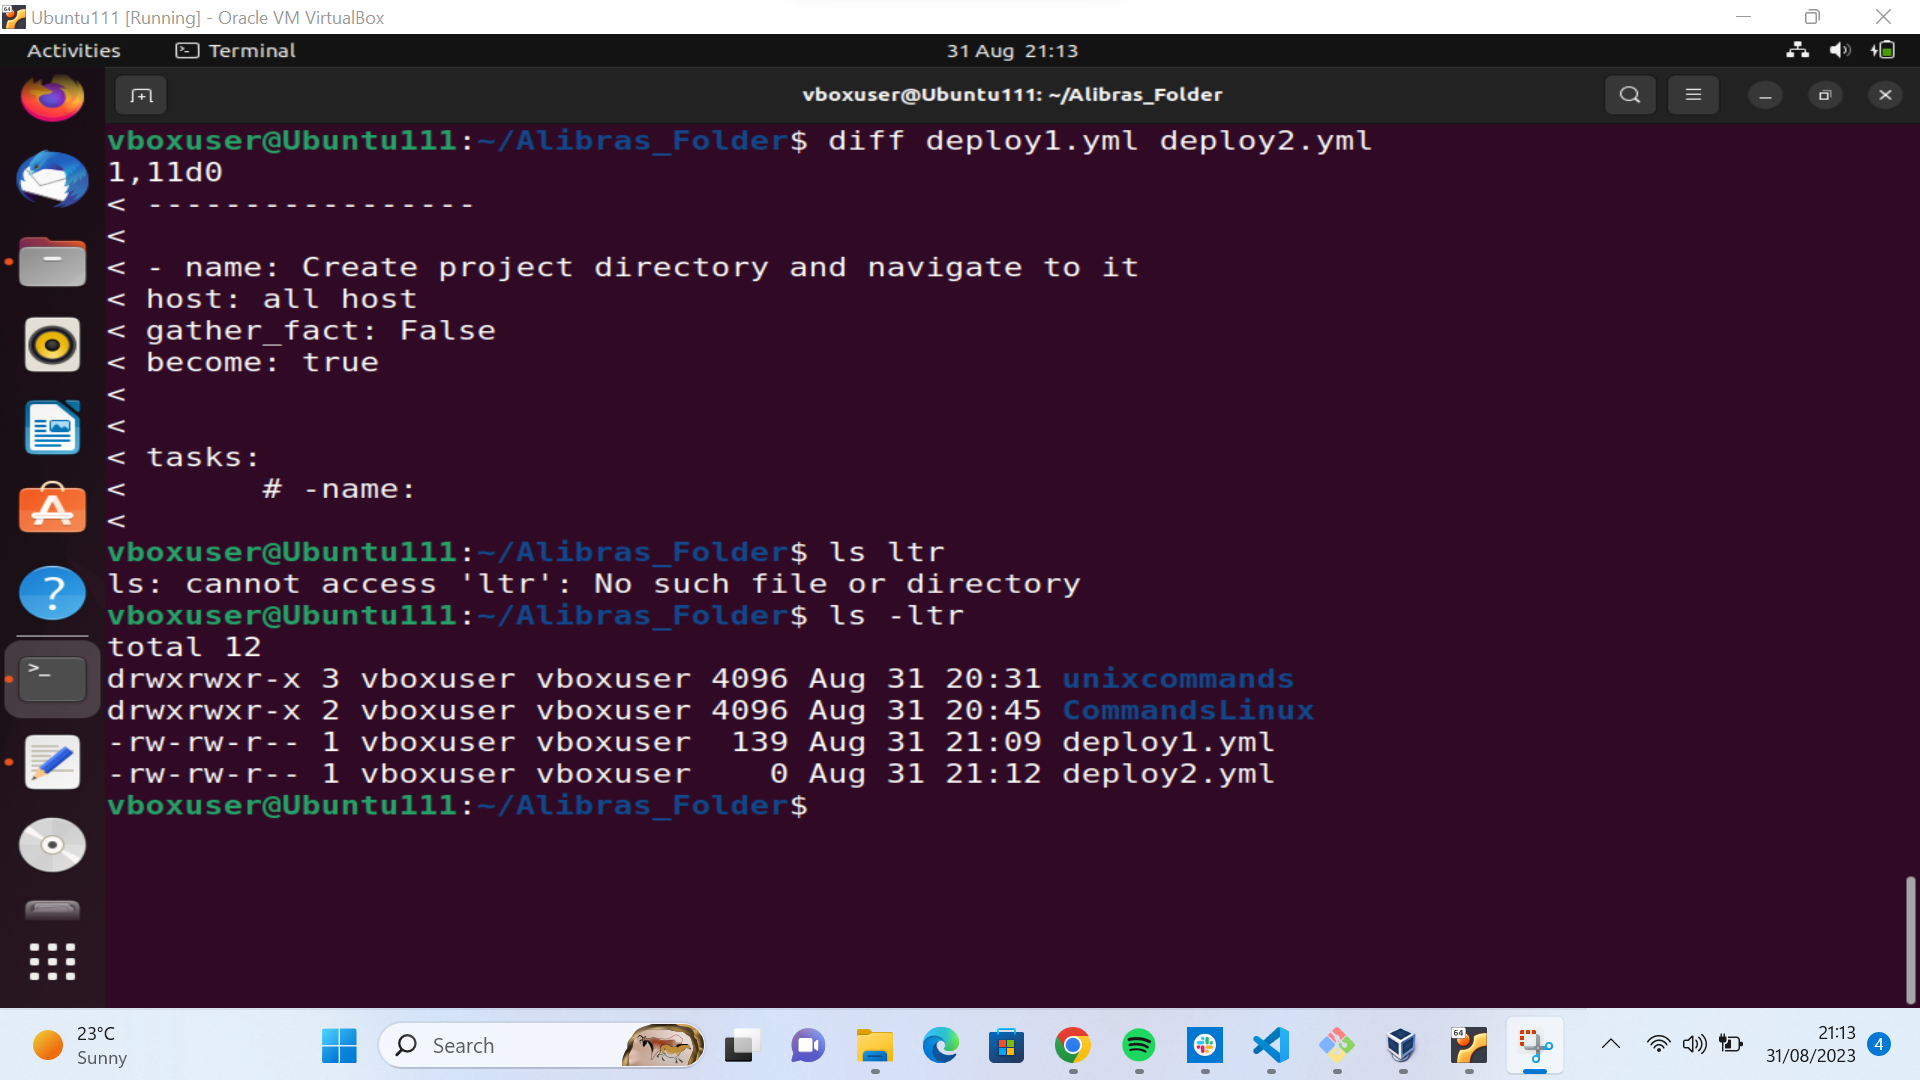 Ubuntu111 [Running] - Oracle VM VirtualBox
Activities
Terminal
31 Aug 21:13
vboxuser@Ubuntu111: ~/Alibras_Folder
vboxuser@Ubuntu111:~/Alibras_Folder$ diff deploy1.yml deploy2.yml
1,11d0
< -----------------
<
< - name: Create project directory and navigate to it
< host: all host
< gather_fact: False
< become: true
<
<
< tasks:
<       # -name:
<
vboxuser@Ubuntu111:~/Alibras_Folder$ ls ltr
ls: cannot access 'ltr': No such file or directory
vboxuser@Ubuntu111:~/Alibras_Folder$ ls -ltr
total 12
drwxrwxr-x 3 vboxuser vboxuser 4096 Aug 31 20:31 unixcommands
drwxrwxr-x 2 vboxuser vboxuser 4096 Aug 31 20:45 CommandsLinux
-rw-rw-r-- 1 vboxuser vboxuser  139 Aug 31 21:09 deploy1.yml
-rw-rw-r-- 1 vboxuser vboxuser    0 Aug 31 21:12 deploy2.yml
vboxuser@Ubuntu111:~/Alibras_Folder$
23°C
Sunny
Search
64
21:13
31/08/2023
4